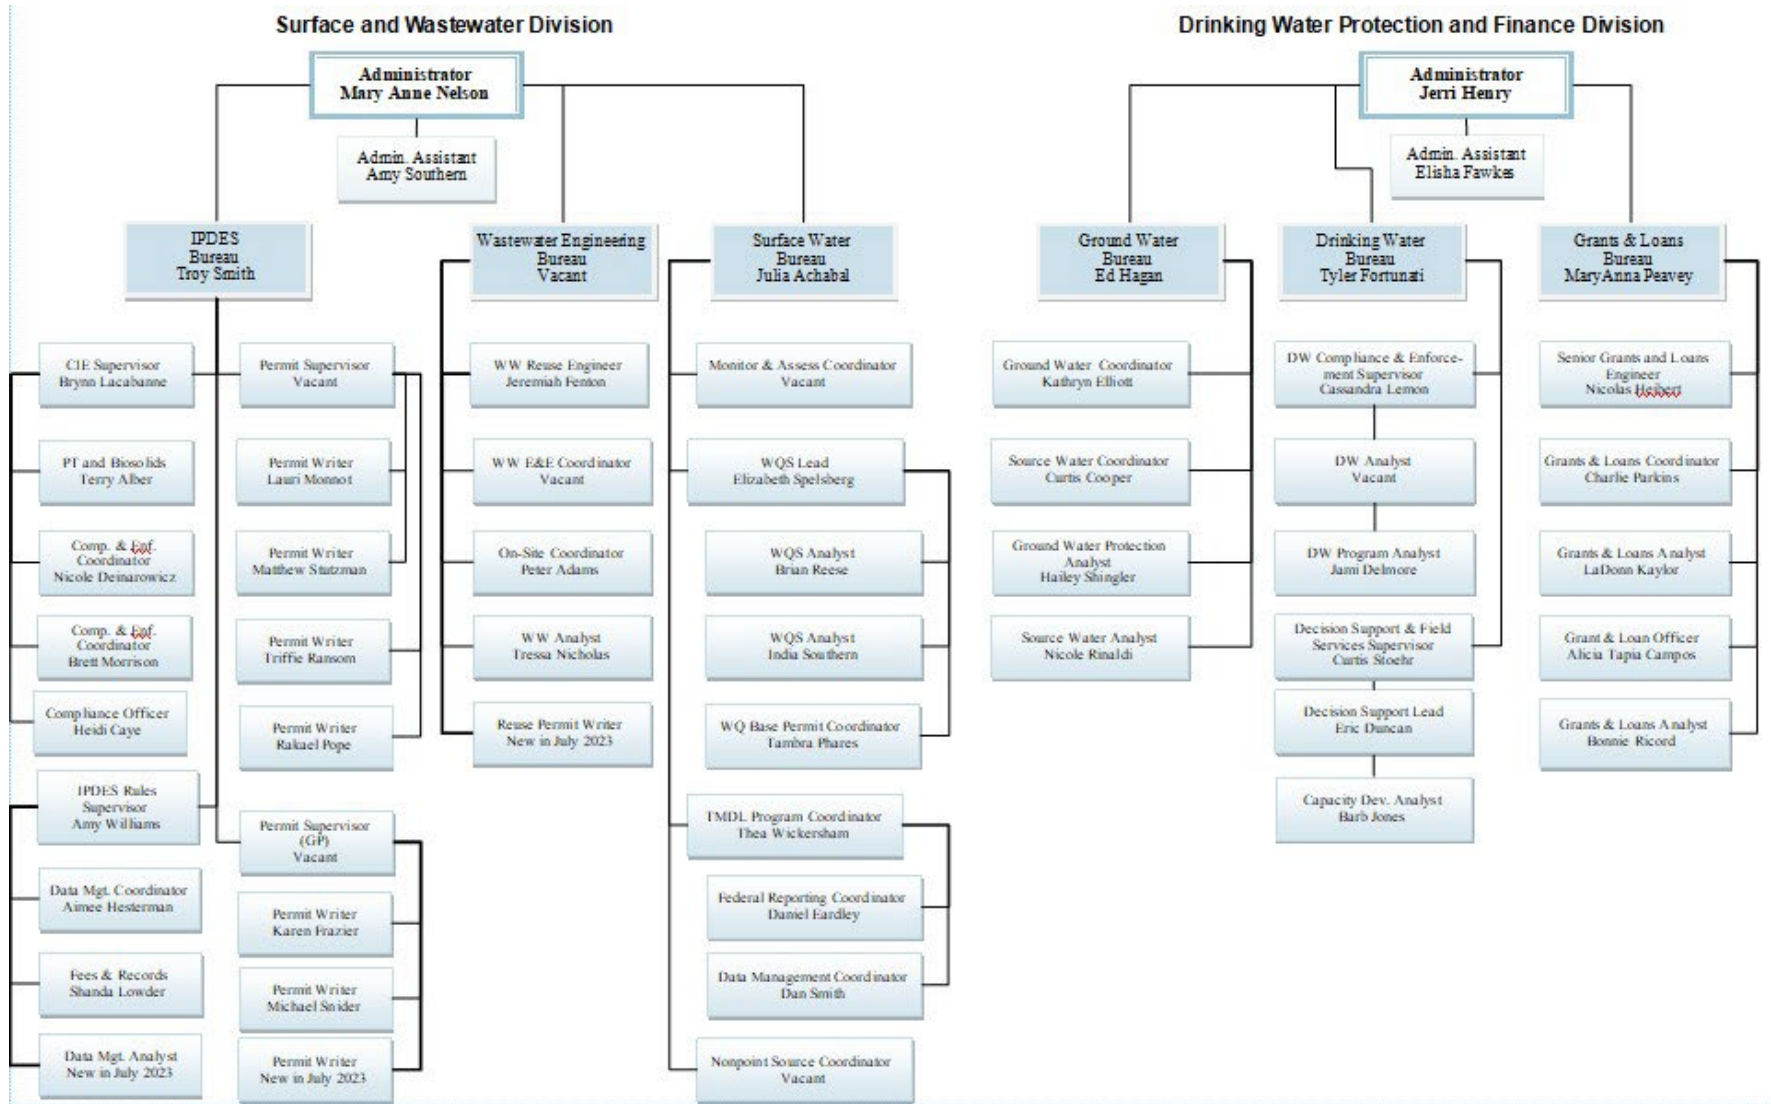 Surface and Wastewater Division
Administrator
Mary Anne Nelson
Admin. Assistant
Amy Southern
IPDES
Bureau
Troy Smith
Wastewater Engineering
Bureau
Vacant
Surface Water
Bureau
Julia Achabal
CIE Supervisor
Brynn Lacabanne
PT and Biosolids
Terry Alber
Comp. & Enf.
Coordinator
Nicole Deinarowicz
Comp. & Enf.
Coordinator
Brett Morrison
Compliance Officer
Heidi Caye
IPDES Rules
Supervisor
Amy Williams
Data Mgt. Coordinator
Aimee Hesterman
Fees & Records
Shanda Lowder
Data Mgt. Analyst
New in July 2023
Permit Supervisor
Vacant
Permit Writer
Lauri Monnot
Permit Writer
Matthew Stutzman
Permit Writer
Triffie Ransom
Permit Writer
Rakael Pope
Permit Supervisor
(GP)
Vacant
Permit Writer
Karen Frazier
Permit Writer
Michael Snider
Permit Writer
New in July 2023
WW Reuse Engineer
Jeremiah Fenton
WW E&E Coordinator
Vacant
On-Site Coordinator
Peter Adams
WW Analyst
Tressa Nicholas
Reuse Permit Writer
New in July 2023
Monitor & Assess Coordinator
Vacant
WQS Lead
Elizabeth Spelsberg
WQS Analyst
Brian Reese
WQS Analyst
India Southern
WQ Base Permit Coordinator
Tambra Phares
TMDL Program Coordinator
Thea Wickersham
Federal Reporting Coordinator
Daniel Eardley
Data Management Coordinator
Dan Smith
Nonpoint Source Coordinator
Vacant
Drinking Water Protection and Finance Division
Administrator
Jerri Henry
Admin. Assistant
Elisha Fawkes
Ground Water
Bureau
Ed Hagan
Drinking Water
Bureau
Tyler Fortunati
Grants & Loans
Bureau
MaryAnna Peavey
Ground Water Coordinator
Kathryn Elliott
Source Water Coordinator
Curtis Cooper
Ground Water Protection
Analyst
Hailey Shingler
Source Water Analyst
Nicole Rinaldi
DW Compliance & Enforce-
ment Supervisor
Cassandra Lemon
DW Analyst
Vacant
DW Program Analyst
Jami Delmore
Decision Support & Field
Services Supervisor
Curtis Stoehr
Decision Support Lead
Eric Duncan
Capacity Dev. Analyst
Barb Jones
Senior Grants and Loans
Engineer
Nicolas Heibert
Grants & Loans Coordinator
Charlie Parkins
Grants & Loans Analyst
LaDonn Kaylor
Grant & Loan Officer
Alicia Tapia Campos
Grants & Loans Analyst
Bonnie Ricord